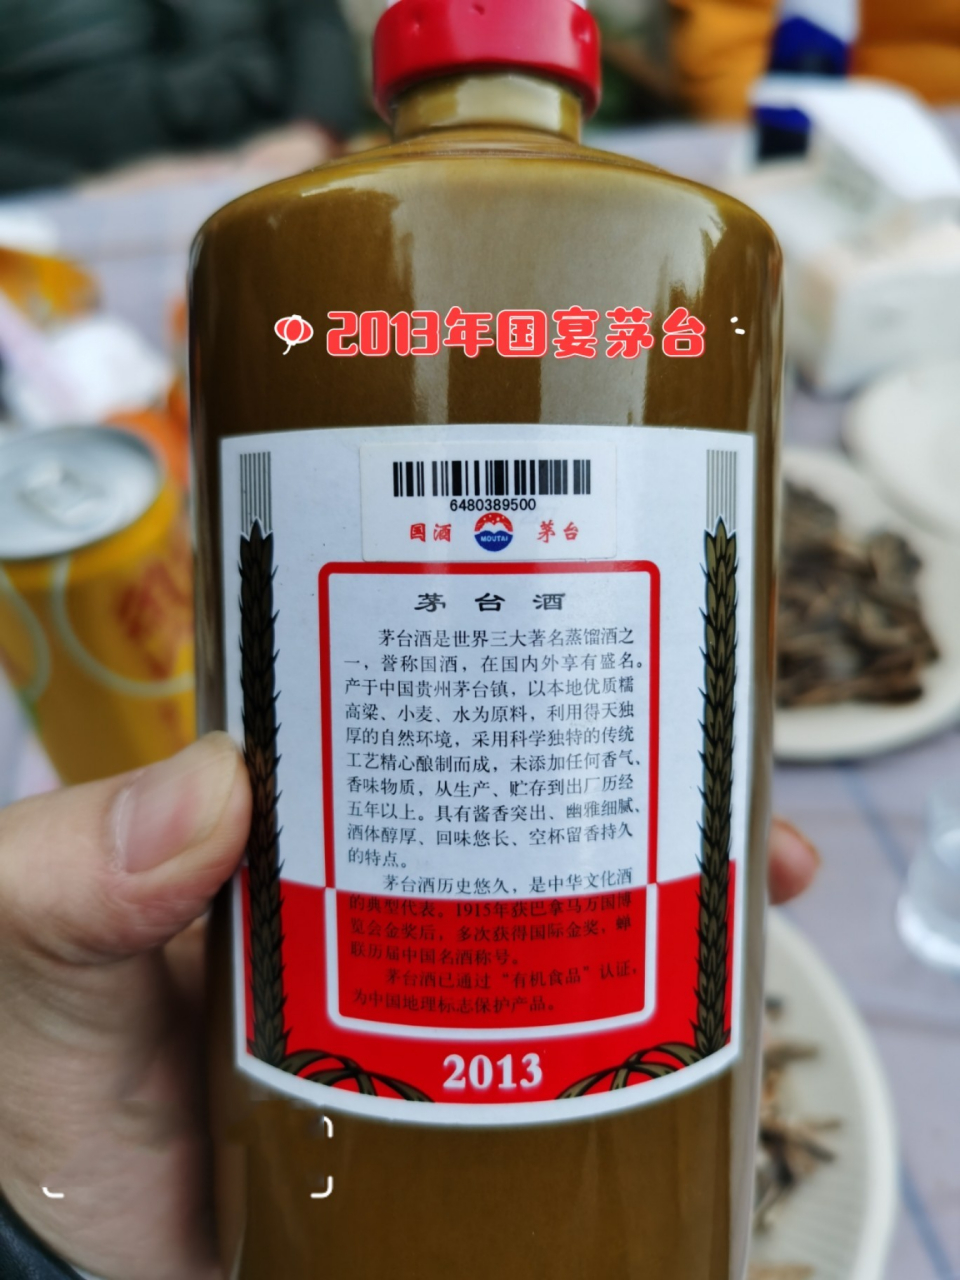 2013年国宴茅台
6480389500
国酒 MOUTAI 茅台
茅台酒
茅台酒是世界三大著名蒸馏酒之
一，誉称国酒，在国内外享有盛名。
产于中国贵州茅台镇，以本地优质糯
高粱、小麦、水为原料，利用得天独
厚的自然环境，采用科学独特的传统
工艺精心酿制而成，未添加任何香气、
香味物质，从生产、贮存到出厂历经
五年以上。具有酱香突出、幽雅细腻、
酒体醇厚、回味悠长、空杯留香持久
的特点。
茅台酒历史悠久，是中华文化酒
的典型代表。1915年获巴拿马万国博
览会金奖后，多次获得国际金奖，蝉
联历届中国名酒称号。
茅台酒已通过“有机食品”认证，
为中国地理标志保护产品。
2013